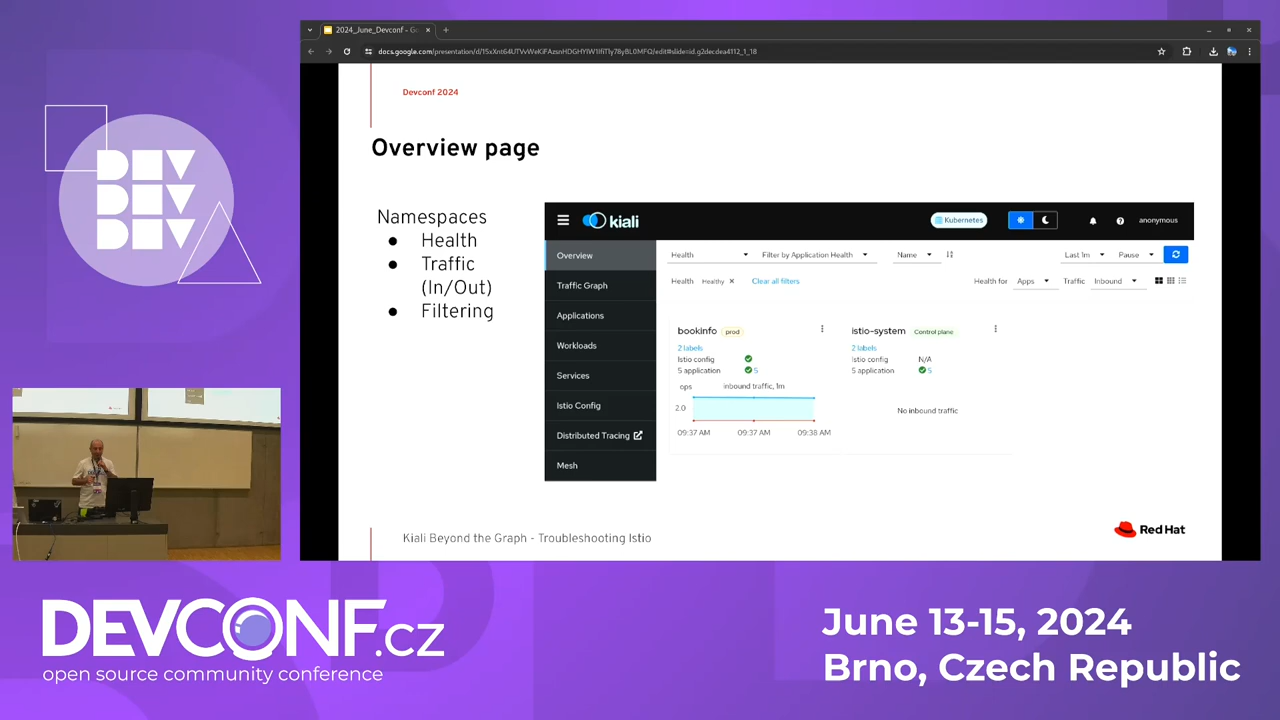 2024_June_Devconf - Go
docs.google.com/presentation/d/
Devconf 2024
Overview page
Namespaces
● Health
● Traffic
(In/Out)
● Filtering
kiali
Kubernetes
anonymous
Overview
Traffic Graph
Applications
Workloads
Services
Istio Config
Distributed Tracing
Mesh
Health Filter by Application Health Name Last 1m Pause
Health Healthy Clear all filters Health for Apps Traffic Inbound
bookinfo prod
2 labels
Istio config
5 application 5
ops inbound traffic, 1m
2.0
09:37 AM 09:37 AM 09:38 AM
istio-system Control plane
2 labels
Istio config N/A
5 application 5
No inbound traffic
Kiali Beyond the Graph - Troubleshooting Istio
Red Hat
DEV
DEV
DEV
DEVCONF.cz
open source community conference
June 13-15, 2024
Brno, Czech Republic